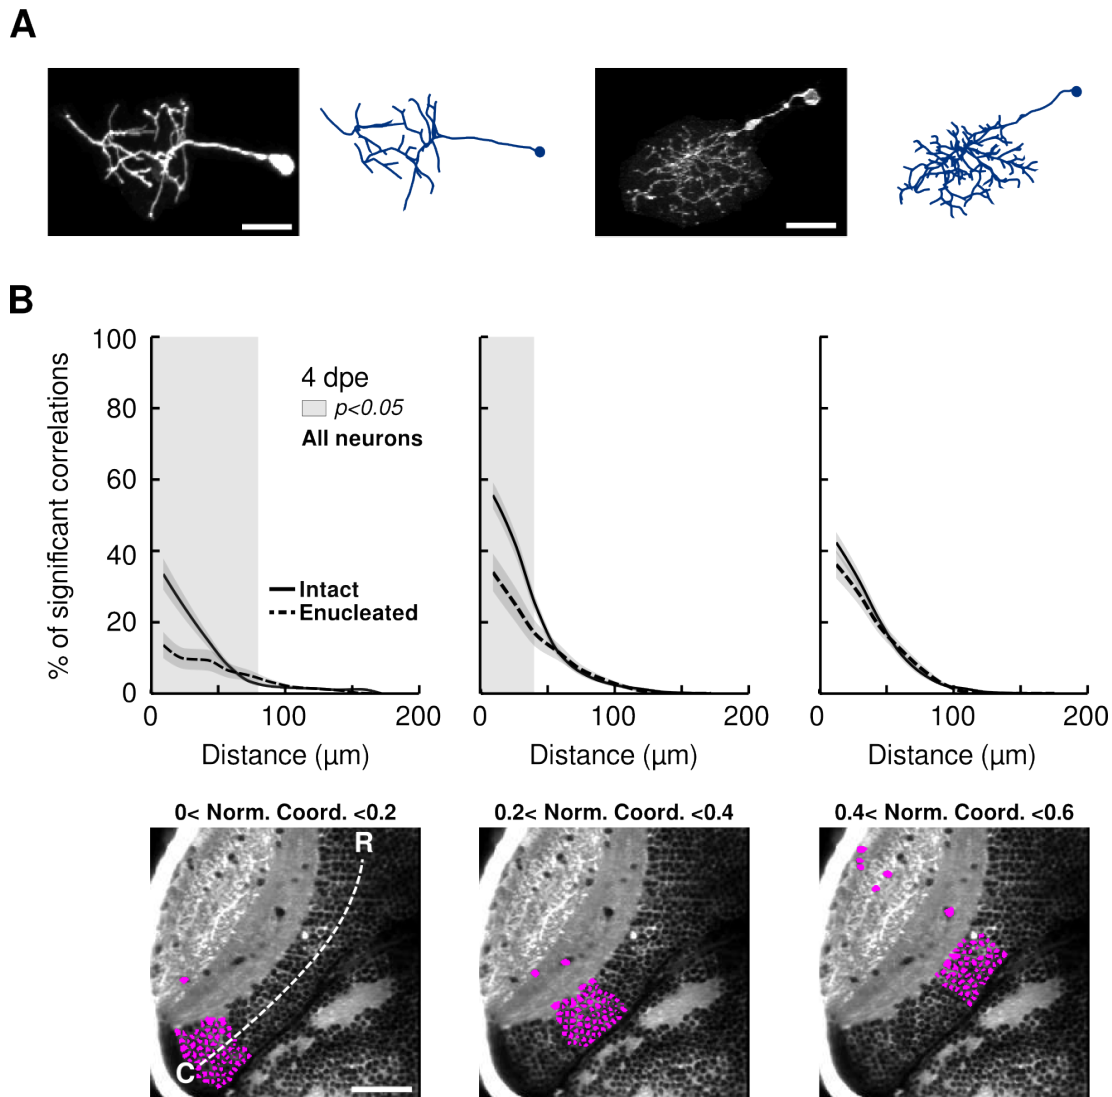 A
B
% of significant correlations
100
80
60
40
20
0
4 dpe
p<0.05
All neurons
Intact
Enucleated
0 100 200
0 100 200
0 100 200
Distance (µm)
Distance (µm)
Distance (µm)
0< Norm. Coord. <0.2
0.2< Norm. Coord. <0.4
0.4< Norm. Coord. <0.6
R
C